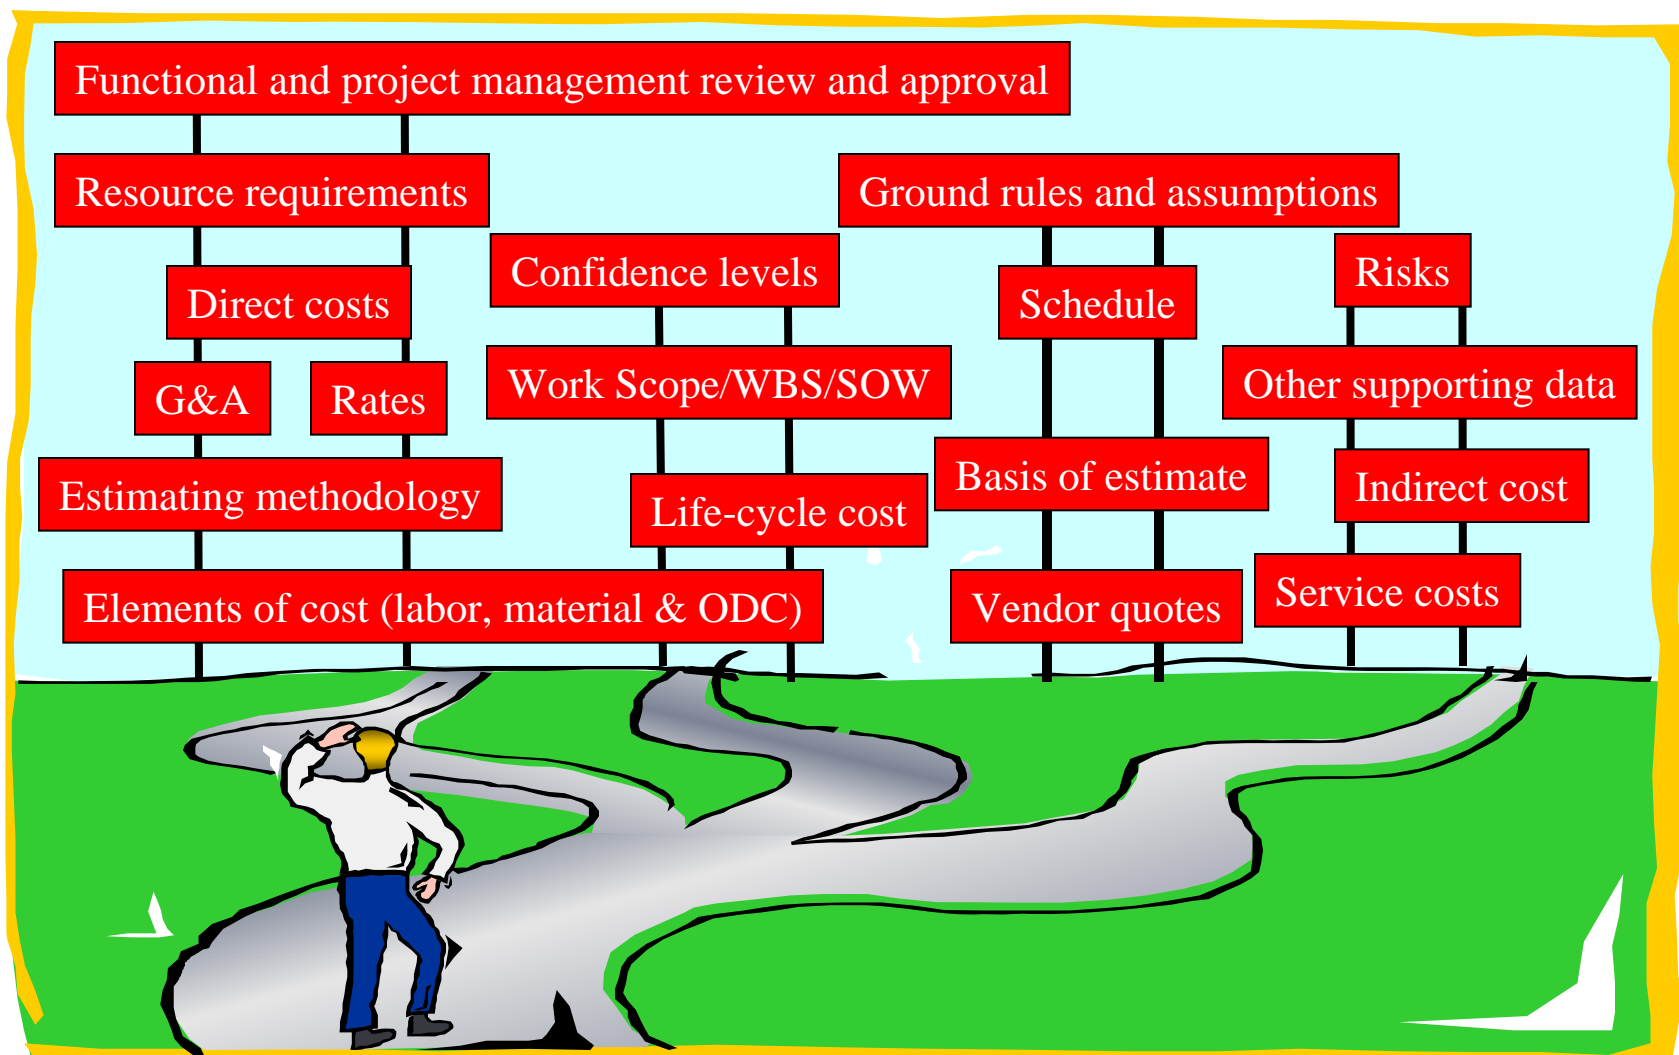 Functional and project management review and approval
Resource requirements
Ground rules and assumptions
Confidence levels
Risks
Direct costs
Schedule
Work Scope/WBS/SOW
Other supporting data
G&A
Rates
Basis of estimate
Indirect cost
Estimating methodology
Life-cycle cost
Service costs
Elements of cost (labor, material & ODC)
Vendor quotes